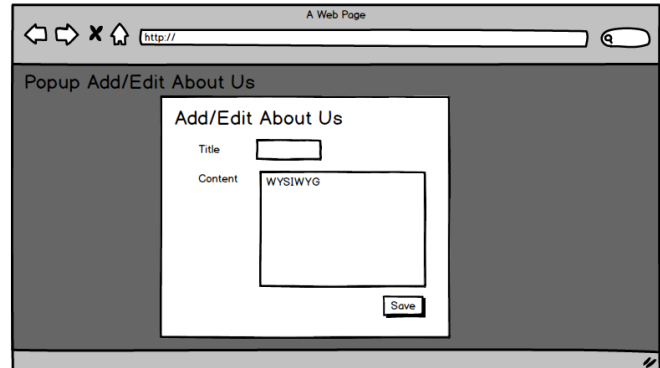 A Web Page
http://
Popup Add/Edit About Us
Add/Edit About Us
Title
Content
WYSIWYG
Save